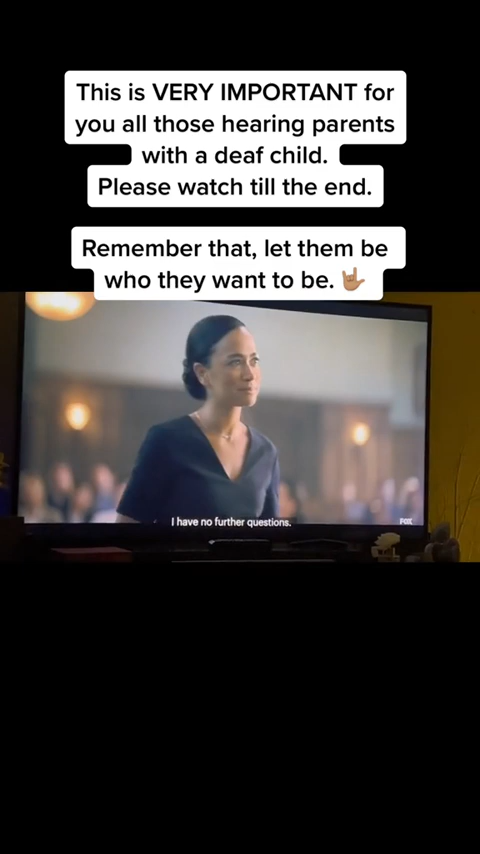 This is VERY IMPORTANT for
you all those hearing parents
with a deaf child.
Please watch till the end.
Remember that, let them be
who they want to be. 🤟🏽
I have no further questions.
FOX